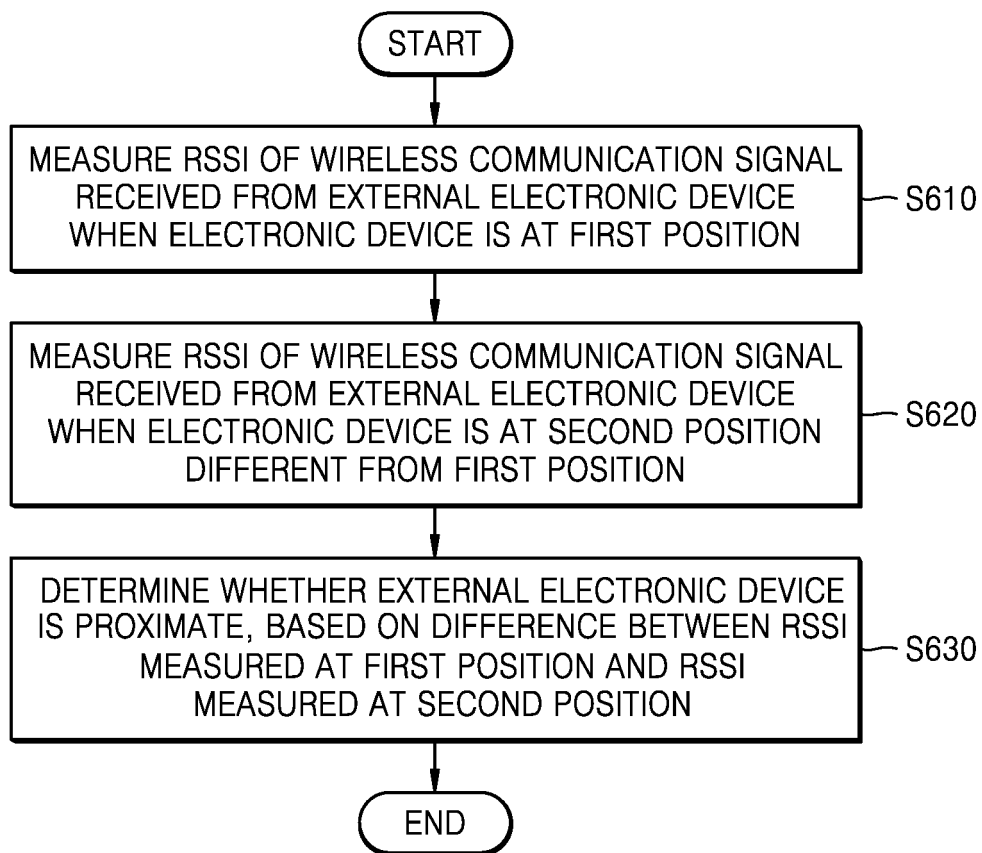 START
MEASURE RSSI OF WIRELESS COMMUNICATION SIGNAL
RECEIVED FROM EXTERNAL ELECTRONIC DEVICE
WHEN ELECTRONIC DEVICE IS AT FIRST POSITION
S610
MEASURE RSSI OF WIRELESS COMMUNICATION SIGNAL
RECEIVED FROM EXTERNAL ELECTRONIC DEVICE
WHEN ELECTRONIC DEVICE IS AT SECOND POSITION
DIFFERENT FROM FIRST POSITION
S620
DETERMINE WHETHER EXTERNAL ELECTRONIC DEVICE
IS PROXIMATE, BASED ON DIFFERENCE BETWEEN RSSI
MEASURED AT FIRST POSITION AND RSSI
MEASURED AT SECOND POSITION
S630
END